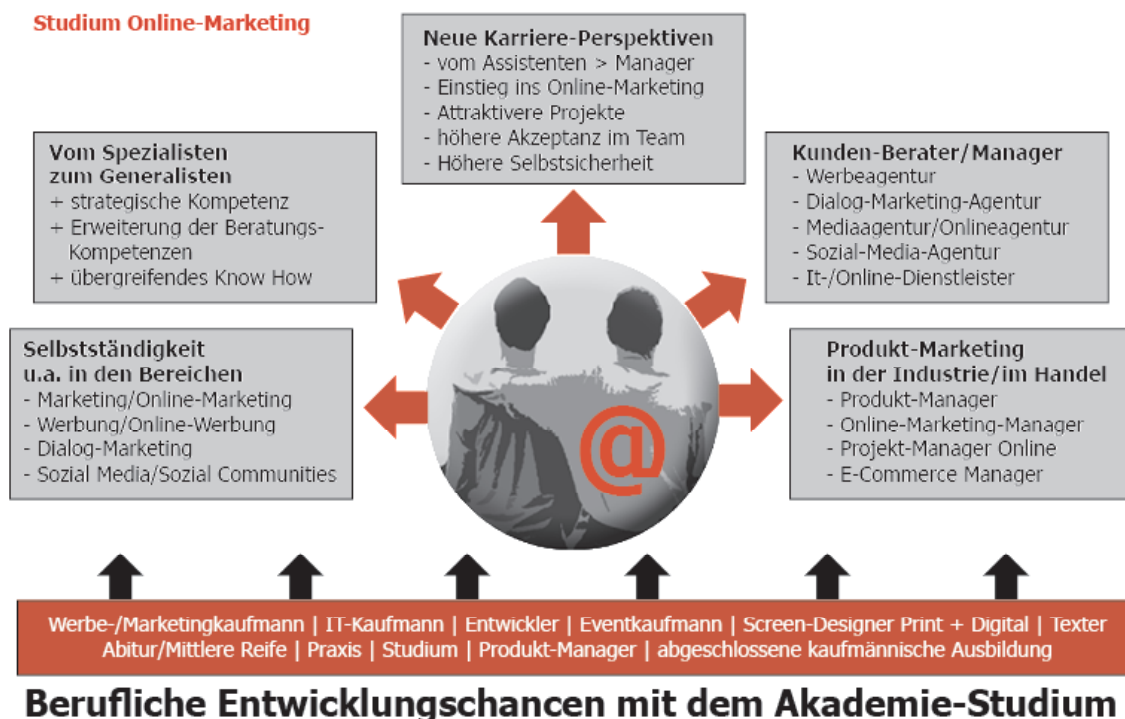 Studium Online-Marketing
Neue Karriere-Perspektiven
- vom Assistenten > Manager
- Einstieg ins Online-Marketing
- Attraktivere Projekte
- höhere Akzeptanz im Team
- Höhere Selbstsicherheit
Vom Spezialisten
zum Generalisten
+ strategische Kompetenz
+ Erweiterung der Beratungs-
Kompetenzen
+ übergreifendes Know How
Kunden-Berater/Manager
- Werbeagentur
- Dialog-Marketing-Agentur
- Mediaagentur/Onlineagentur
- Sozial-Media-Agentur
- It-/Online-Dienstleister
Selbstständigkeit
u.a. in den Bereichen
- Marketing/Online-Marketing
- Werbung/Online-Werbung
- Dialog-Marketing
- Sozial Media/Sozial Communities
@
Produkt-Marketing
in der Industrie/im Handel
- Produkt-Manager
- Online-Marketing-Manager
- Projekt-Manager Online
- E-Commerce Manager
Werbe-/Marketingkaufmann | IT-Kaufmann | Entwickler | Eventkaufmann | Screen-Designer Print + Digital | Texter
Abitur/Mittlere Reife | Praxis | Studium | Produkt-Manager | abgeschlossene kaufmännische Ausbildung
Berufliche Entwicklungschancen mit dem Akademie-Studium